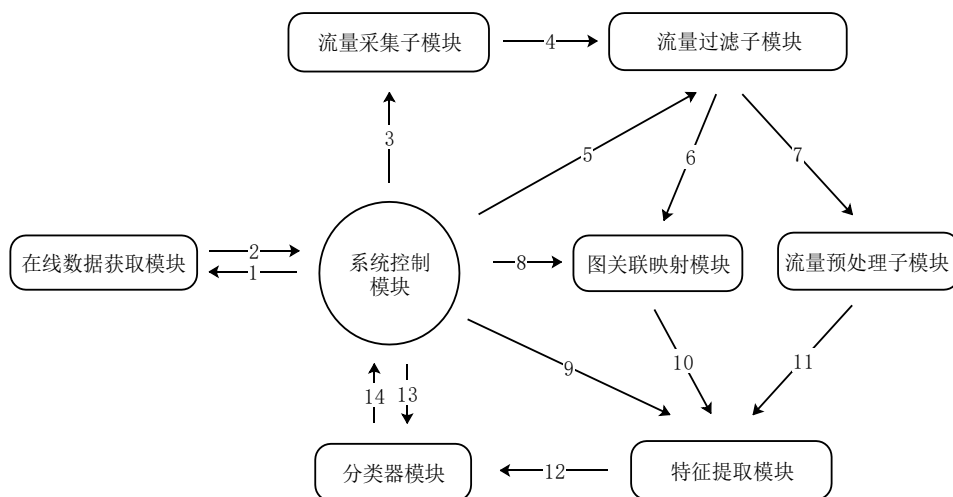 流量采集子模块
4
流量过滤子模块
3
5
6
7
在线数据获取模块
2
1
系统控制
模块
8
图关联映射模块
流量预处理子模块
9
10
11
14
13
分类器模块
12
特征提取模块